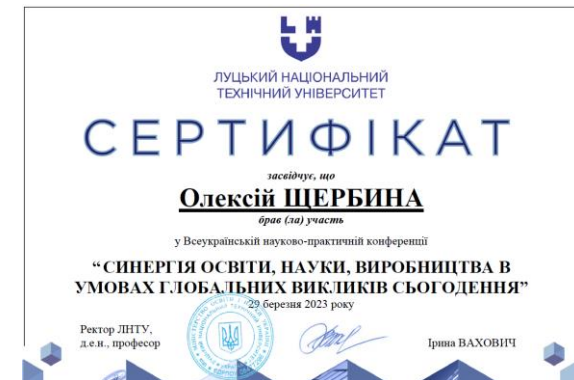 ЛУЦЬКИЙ НАЦІОНАЛЬНИЙ
ТЕХНІЧНИЙ УНІВЕРСИТЕТ
СЕРТИФІКАТ
засвідчує, що
Олексій ЩЕРБИНА
брав (ла) участь
у Всеукраїнській науково-практичній конференції
“СИНЕРГІЯ ОСВІТИ, НАУКИ, ВИРОБНИЦТВА В
УМОВАХ ГЛОБАЛЬНИХ ВИКЛИКІВ СЬОГОДЕННЯ”
29 березня 2023 року
Ректор ЛНТУ,
д.е.н., професор
Ірина ВАХОВИЧ